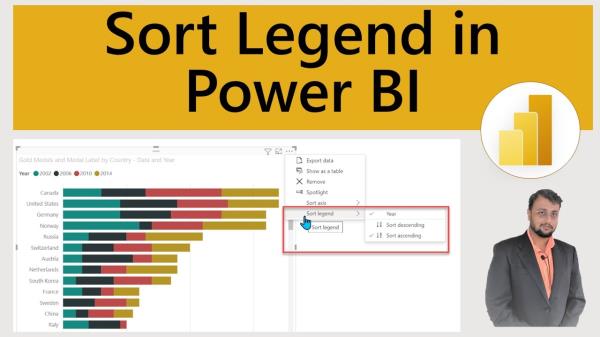 Sort Legend in
Power BI
Gold Medals and Medal Label by Country - Date and Year
Year 2002 2006 2010 2014
Canada
United States
Germany
Norway
Russia
Switzerland
Austria
Netherlands
South Korea
France
Sweden
China
Italy
Export data
Show as a table
Remove
Spotlight
Sort axis
Sort legend
Sort legend
Year
Sort descending
Sort ascending